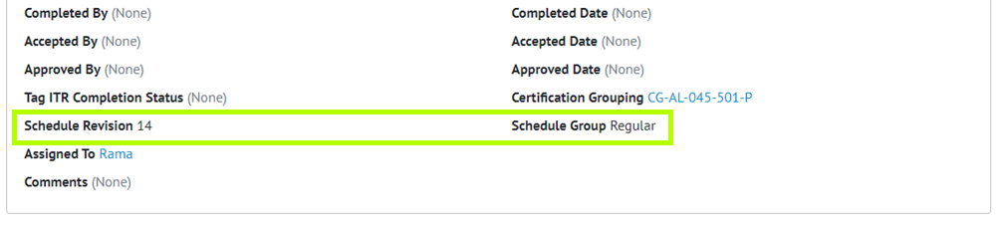 Completed By (None) Completed Date (None)
Accepted By (None) Accepted Date (None)
Approved By (None) Approved Date (None)
Tag ITR Completion Status (None) Certification Grouping CG-AL-045-501-P
Schedule Revision 14 Schedule Group Regular
Assigned To Rama
Comments (None)